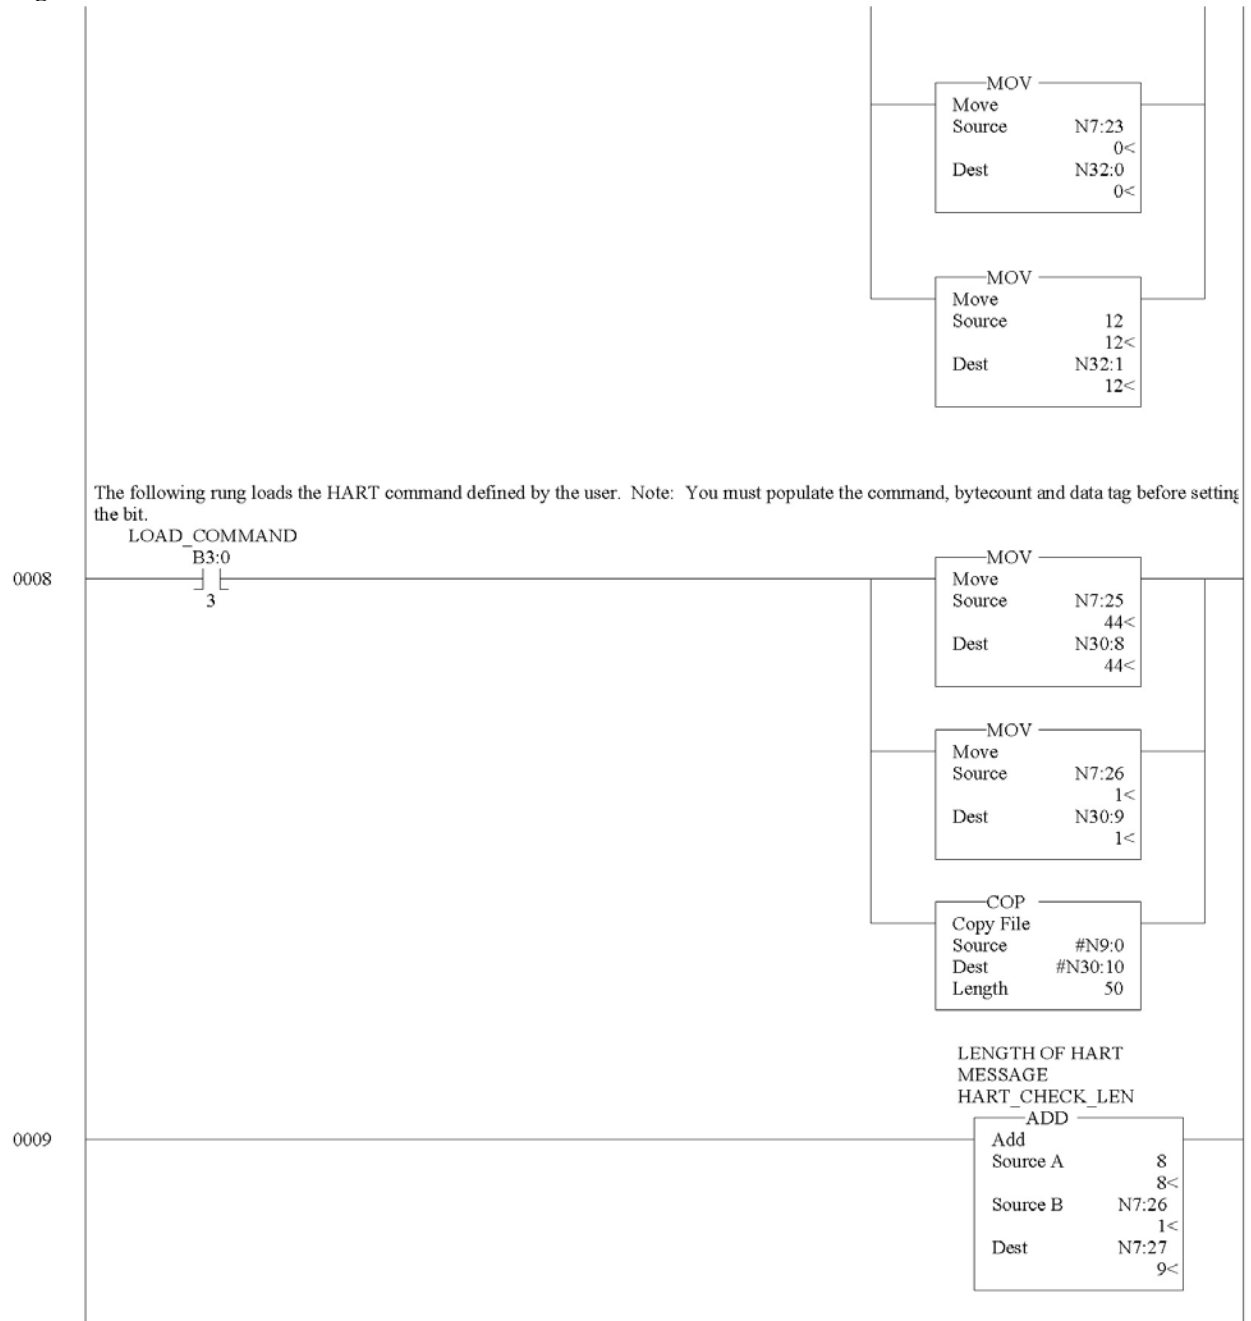 MOV
Move
Source N7:23
0<
Dest N32:0
0<
MOV
Move
Source 12
12<
Dest N32:1
12<
The following rung loads the HART command defined by the user. Note: You must populate the command, bytecount and data tag before setting
the bit.
LOAD_COMMAND
B3:0
0008
3
MOV
Move
Source N7:25
44<
Dest N30:8
44<
MOV
Move
Source N7:26
1<
Dest N30:9
1<
COP
Copy File
Source #N9:0
Dest #N30:10
Length 50
LENGTH OF HART
MESSAGE
HART_CHECK_LEN
ADD
0009
Add
Source A 8
8<
Source B N7:26
1<
Dest N7:27
9<